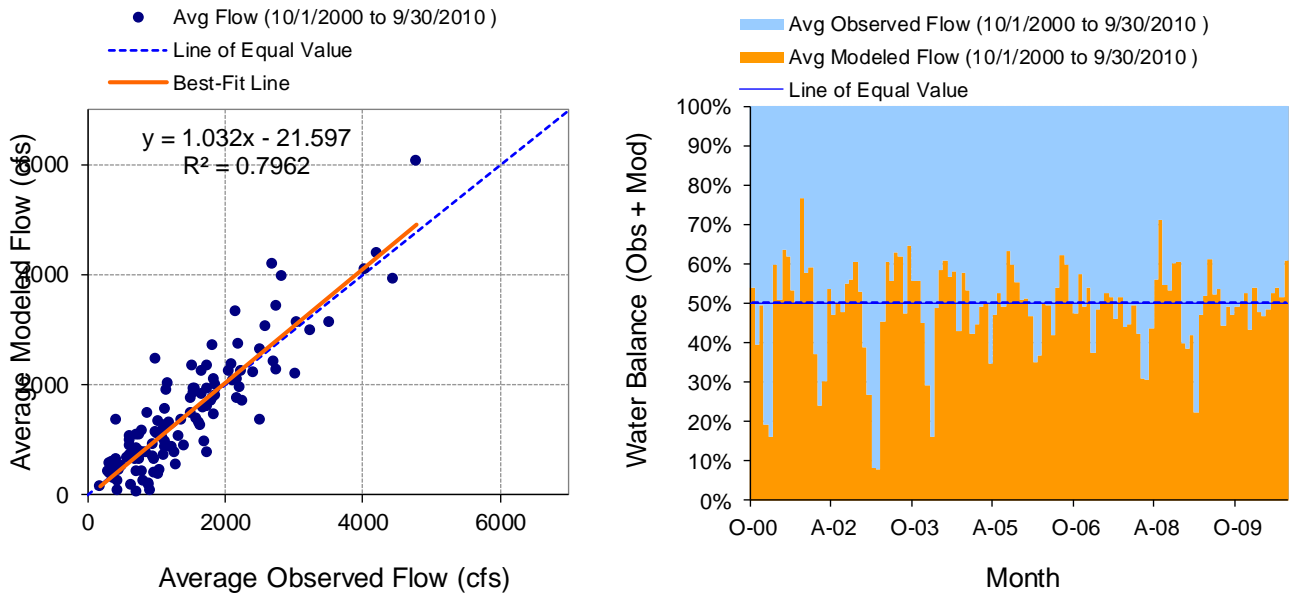 Avg Flow (10/1/2000 to 9/30/2010 )
Line of Equal Value
Best-Fit Line
y = 1.032x - 21.597
R² = 0.7962
Average Modeled Flow (cfs)
6000
4000
2000
0
0 2000 4000 6000
Average Observed Flow (cfs)
Avg Observed Flow (10/1/2000 to 9/30/2010 )
Avg Modeled Flow (10/1/2000 to 9/30/2010 )
Line of Equal Value
Water Balance (Obs + Mod)
100%
90%
80%
70%
60%
50%
40%
30%
20%
10%
0%
O-00 A-02 O-03 A-05 O-06 A-08 O-09
Month